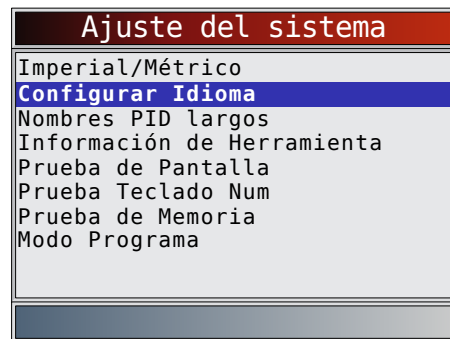 Ajuste del sistema
Imperial/Métrico
Configurar Idioma
Nombres PID largos
Información de Herramienta
Prueba de Pantalla
Prueba Teclado Num
Prueba de Memoria
Modo Programa